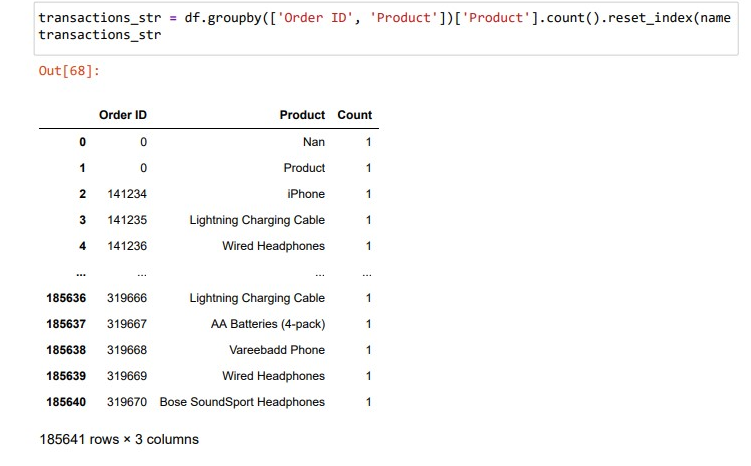 transactions_str = df.groupby(['Order ID', 'Product'])['Product'].count().reset_index(name
transactions_str
Out[68]:
Order ID Product Count
0 0 Nan 1
1 0 Product 1
2 141234 iPhone 1
3 141235 Lightning Charging Cable 1
4 141236 Wired Headphones 1
... ... ... ...
185636 319666 Lightning Charging Cable 1
185637 319667 AA Batteries (4-pack) 1
185638 319668 Vareebadd Phone 1
185639 319669 Wired Headphones 1
185640 319670 Bose SoundSport Headphones 1
185641 rows × 3 columns